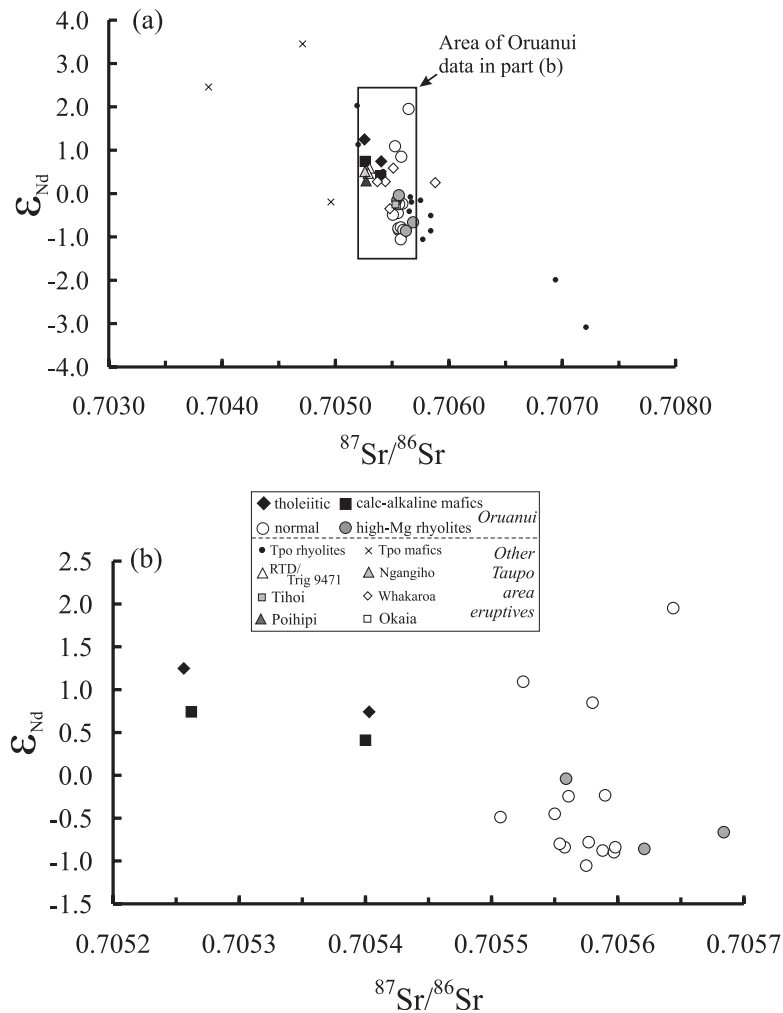 (a)
Area of Oruanui
data in part (b)
4.0
3.0
2.0
1.0
0.0
-1.0
-2.0
-3.0
-4.0
εNd
0.7030 0.7040 0.7050 0.7060 0.7070 0.7080
87Sr/86Sr
tholeiitic calc-alkaline mafics
normal high-Mg rhyolites Oruanui
Tpo rhyolites Tpo mafics Other
RTD/ Trig 9471 Ngangiho Taupo
Tihoi Whakaroa area
Poihipi Okaia eruptives
(b)
2.5
2.0
1.5
1.0
0.5
0.0
-0.5
-1.0
-1.5
εNd
0.7052 0.7053 0.7054 0.7055 0.7056 0.7057
87Sr/86Sr